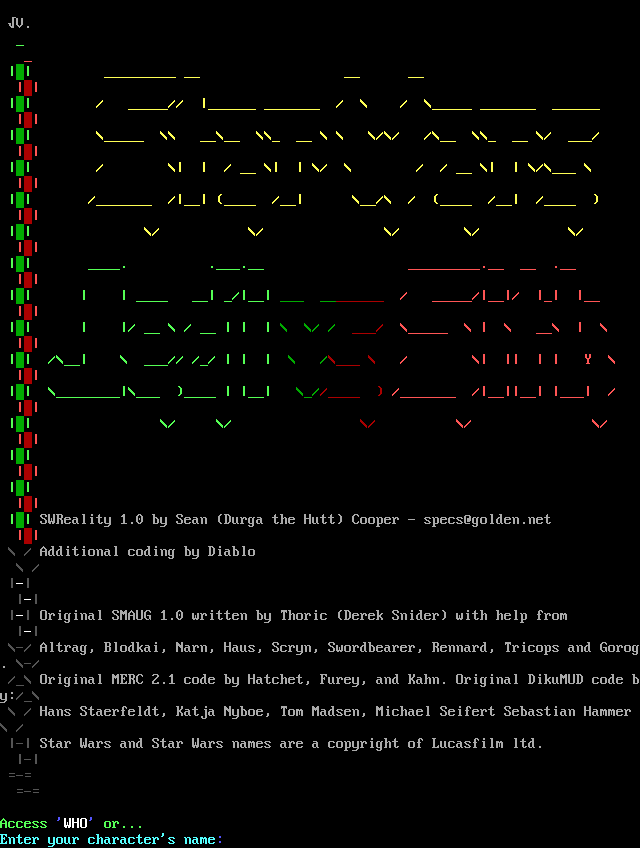 SWReality 1.0 by Sean (Durga the Hutt) Cooper - specs@golden.net
Additional coding by Diablo
Original SMAUG 1.0 written by Thoric (Derek Snider) with help from
Altrag, Blodkai, Narn, Haus, Scryn, Swordbearer, Rennard, Tricops and Gorog
.
Original MERC 2.1 code by Hatchet, Furey, and Kahn. Original DikuMUD code b
y:
Hans Staerfeldt, Katja Nyboe, Tom Madsen, Michael Seifert Sebastian Hammer
Star Wars and Star Wars names are a copyright of Lucasfilm ltd.
Access 'WHO' or...
Enter your character's name: